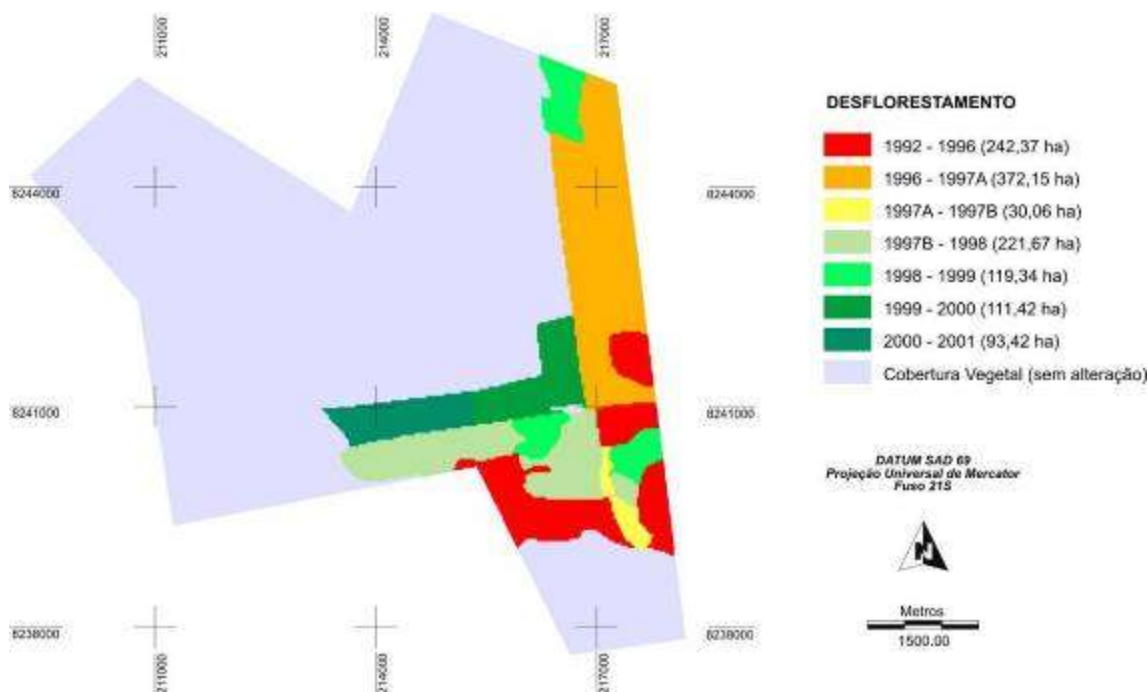 211000
214000
217000
DESFLORESTAMENTO
1992 - 1996 (242,37 ha)
1996 - 1997A (372,15 ha)
1997A - 1997B (30,06 ha)
1997B - 1998 (221,67 ha)
1998 - 1999 (119,34 ha)
1999 - 2000 (111,42 ha)
2000 - 2001 (93,42 ha)
Cobertura Vegetal (sem alteração)
8244000
8244000
8241000
8241000
DATUM SAD 69
Projeção Universal de Mercator
Fuso 21S
N
Metros
1500.00
8238000
8238000
211000
214000
217000